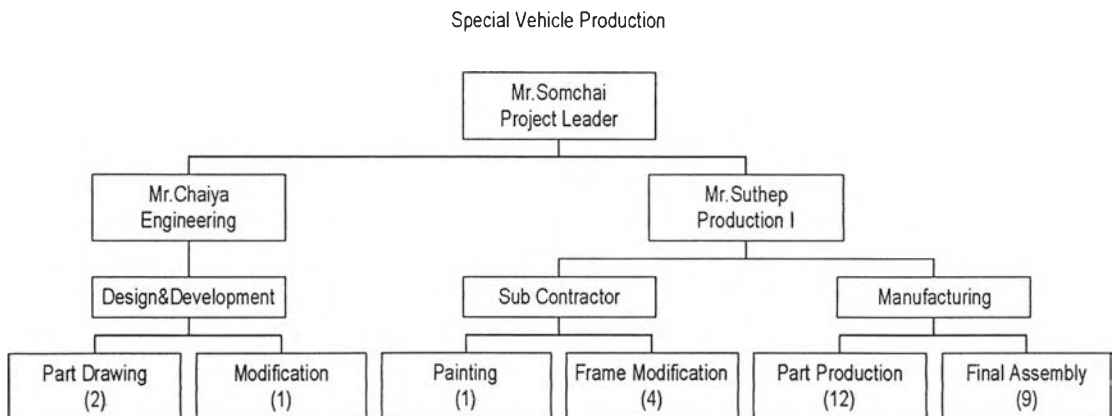 Special Vehicle Production
Mr.Somchai
Project Leader
Mr.Chaiya
Engineering
Mr.Suthep
Production I
Design&Development
Sub Contractor
Manufacturing
Part Drawing
(2)
Modification
(1)
Painting
(1)
Frame Modification
(4)
Part Production
(12)
Final Assembly
(9)